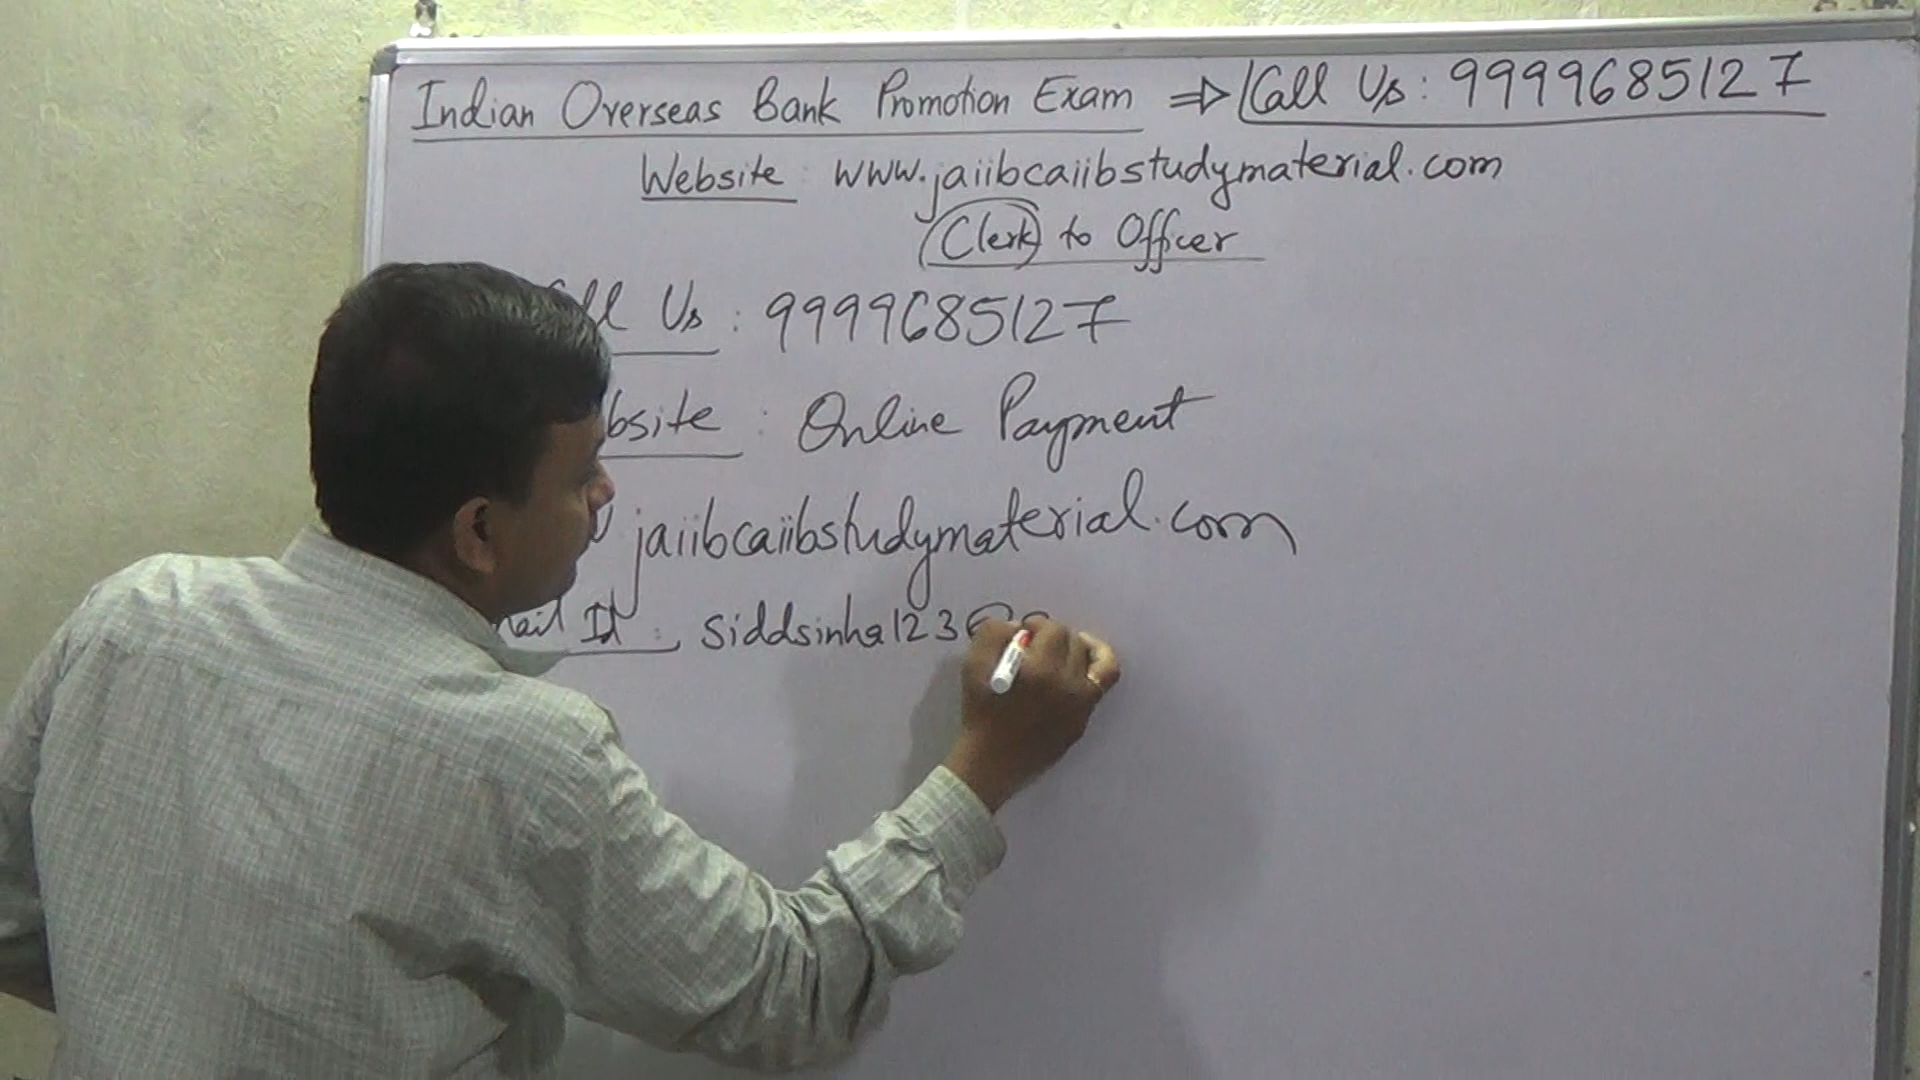 Indian Overseas Bank Promotion Exam ⇒ Call Us : 9999685127
Website : www.jaiibcaiibstudymaterial.com
Clerk to Officer
Us : 9999685127
: Online Payment
jaiibcaiibstudymaterial.com
Id : siddsinha123